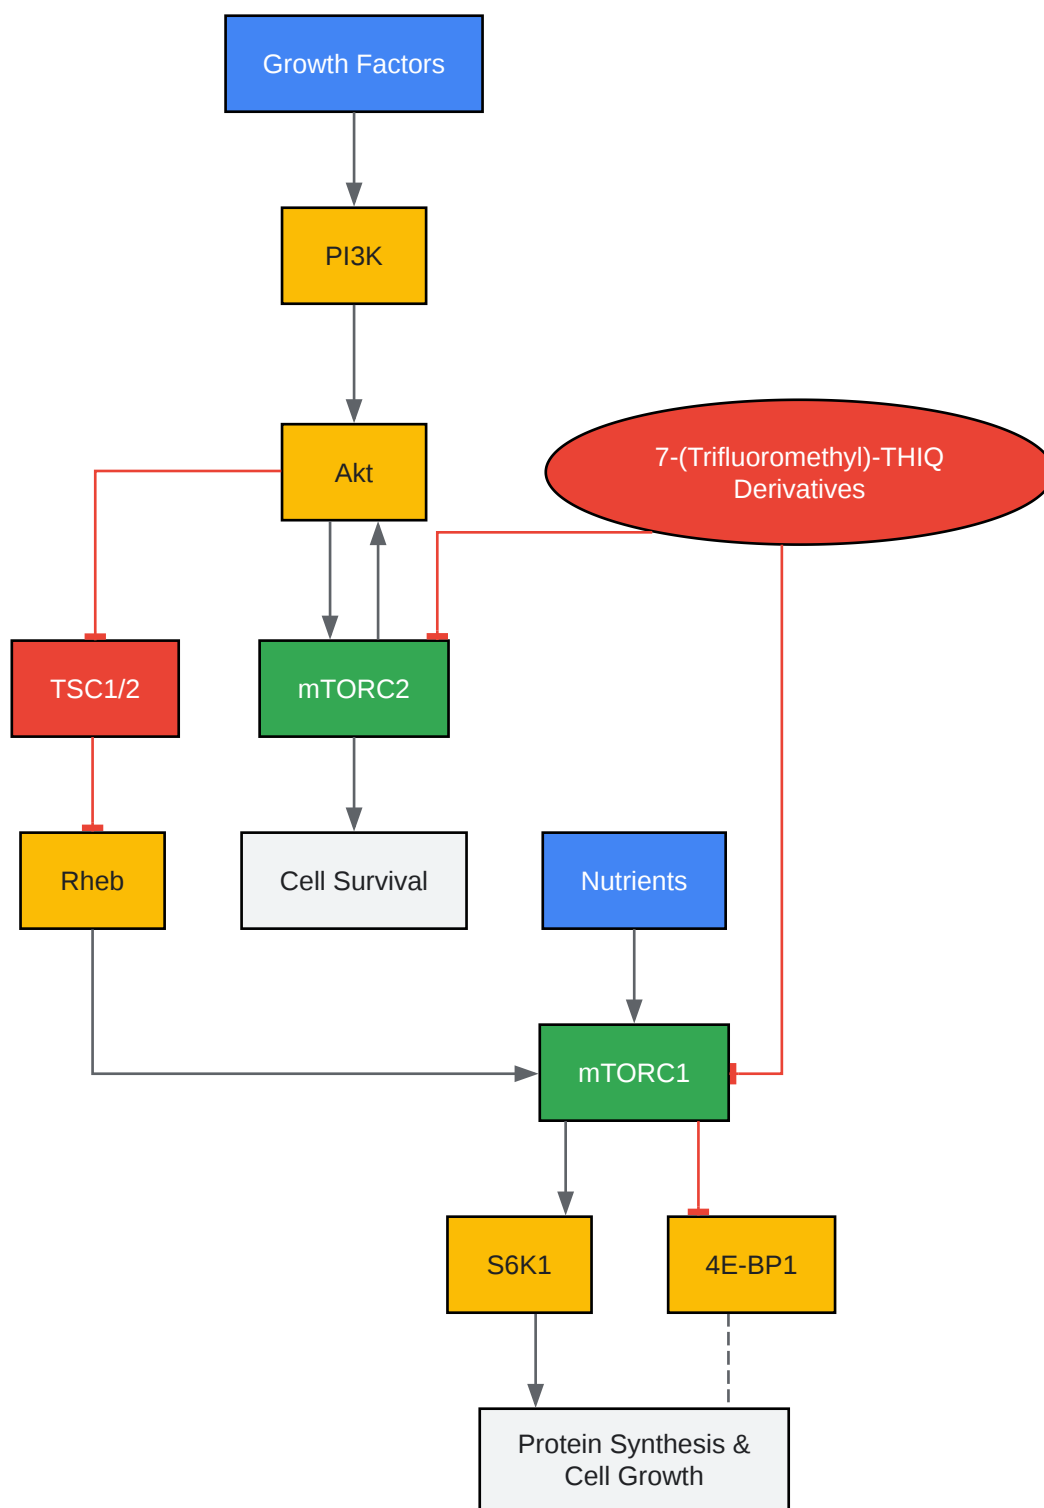 Growth Factors
PI3K
Akt
7-(Trifluoromethyl)-THIQ
Derivatives
TSC1/2
mTORC2
Rheb
Cell Survival
Nutrients
mTORC1
S6K1
4E-BP1
Protein Synthesis &
Cell Growth